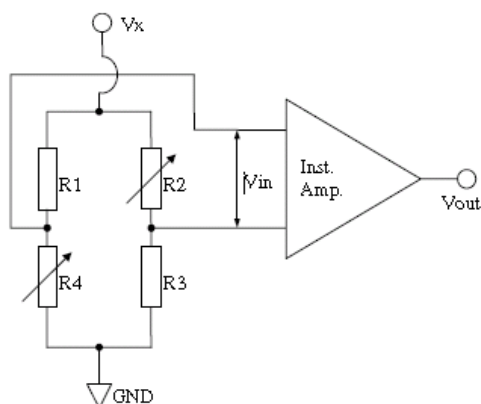 Vx
R1
R2
Vin
Inst.
Amp.
Vout
R4
R3
GND